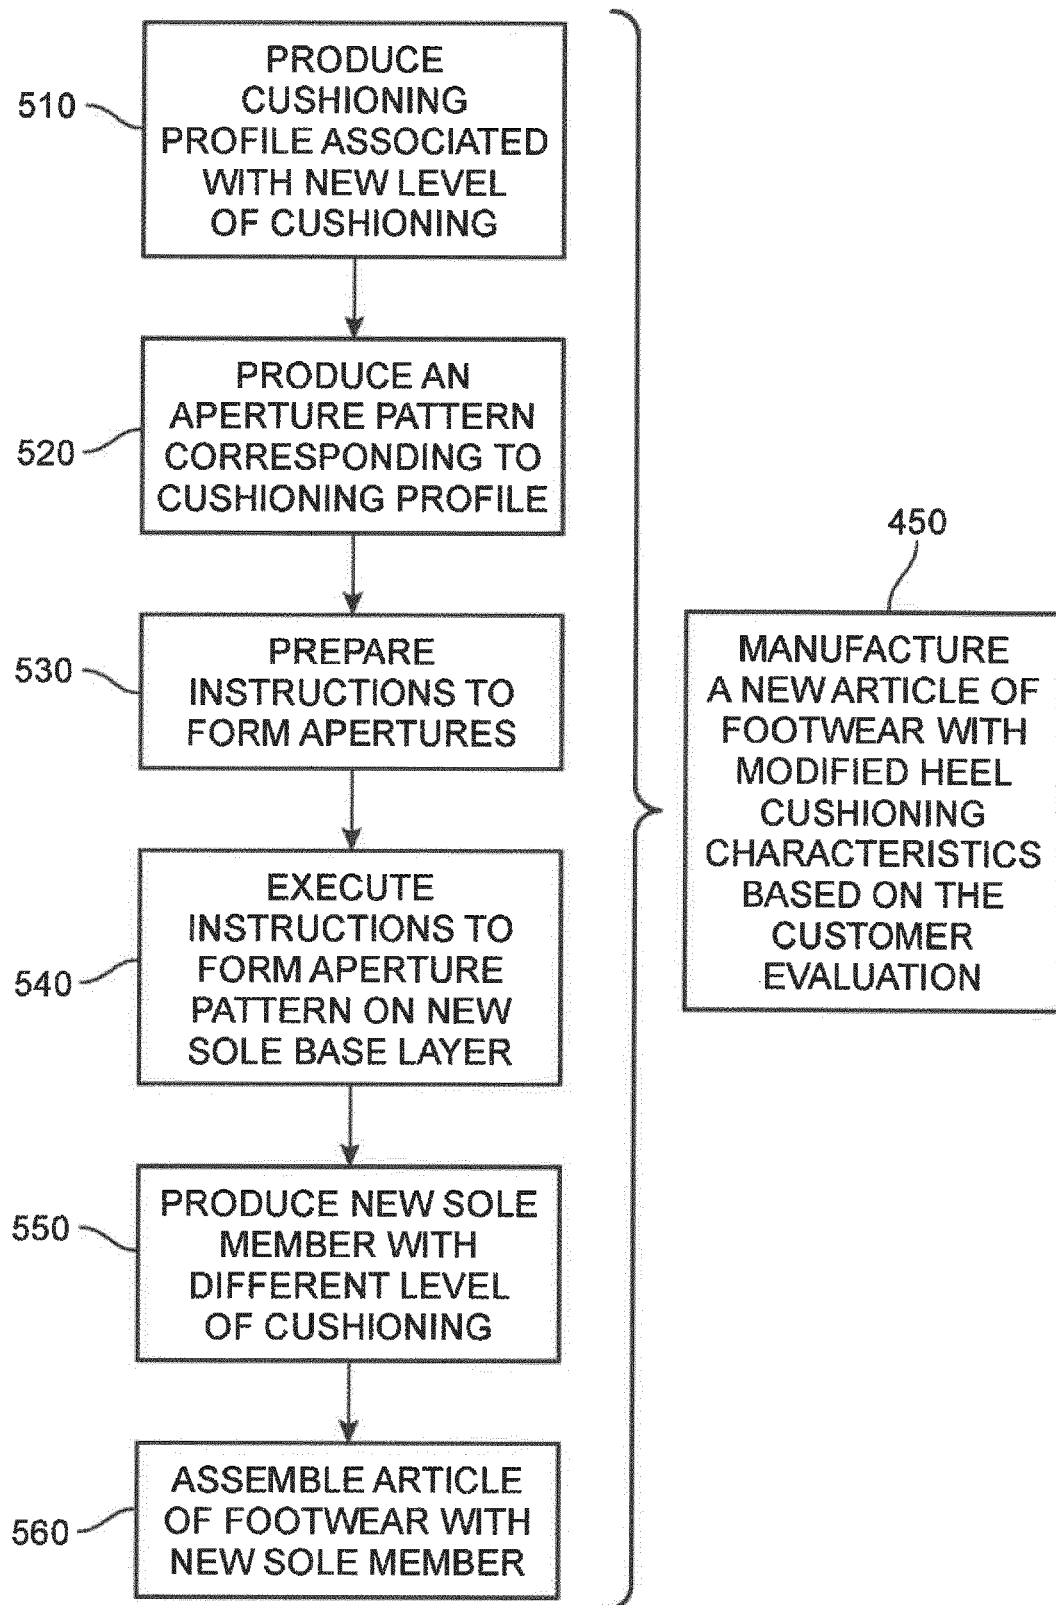 510
PRODUCE
CUSHIONING
PROFILE ASSOCIATED
WITH NEW LEVEL
OF CUSHIONING
520
PRODUCE AN
APERTURE PATTERN
CORRESPONDING TO
CUSHIONING PROFILE
530
PREPARE
INSTRUCTIONS TO
FORM APERTURES
540
EXECUTE
INSTRUCTIONS TO
FORM APERTURE
PATTERN ON NEW
SOLE BASE LAYER
550
PRODUCE NEW SOLE
MEMBER WITH
DIFFERENT LEVEL
OF CUSHIONING
560
ASSEMBLE ARTICLE
OF FOOTWEAR WITH
NEW SOLE MEMBER
450
MANUFACTURE
A NEW ARTICLE OF
FOOTWEAR WITH
MODIFIED HEEL
CUSHIONING
CHARACTERISTICS
BASED ON THE
CUSTOMER
EVALUATION